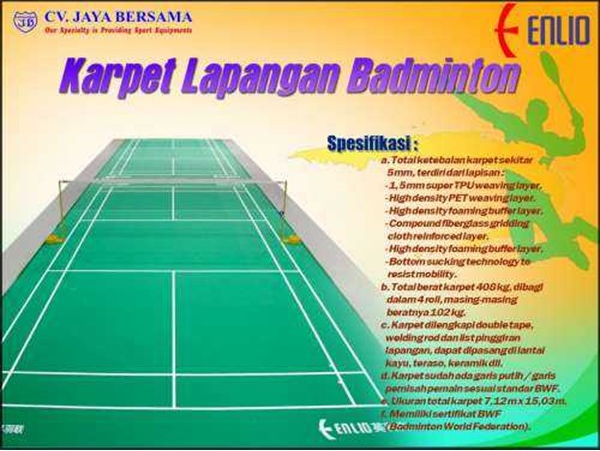 CV. JAYA BERSAMA
Our Specialty is Providing Sport Equipments
ENLIO
Karpet Lapangan Badminton
Spesifikasi :
a. Total ketebalan karpet sekitar
5mm, terdiri dari lapisan :
-1,5mm super TPU weaving layer.
-High density PET weaving layer.
-High density foaming buffer layer.
-Compound fiberglass gridding
cloth reinforced layer.
-High density foaming buffer layer.
-Bottom sucking technology to
resist mobility.
b. Total berat karpet 408 kg, dibagi
dalam 4 roll, masing-masing
beratnya 102 kg.
c. Karpet dilengkapi double tape,
welding rod dan list pinggiran
lapangan, dapat dipasang di lantai
kayu, teraso, keramik dll.
d. Karpet sudah ada garis putih / garis
pemisah pemain sesuai standar BWF.
e. Ukuran total karpet 7,12 m x 15,03 m.
f. Memiliki sertifikat BWF
(Badminton World Federation).
ENLIO